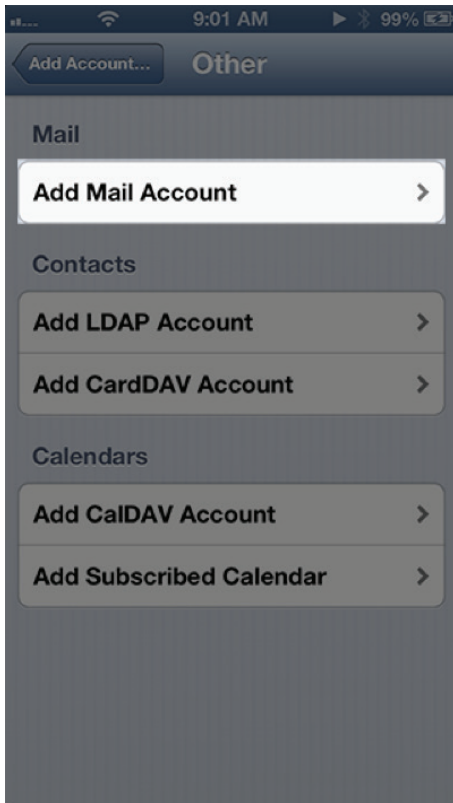 9:01 AM 99%
Add Account... Other
Mail
Add Mail Account
Contacts
Add LDAP Account
Add CardDAV Account
Calendars
Add CalDAV Account
Add Subscribed Calendar